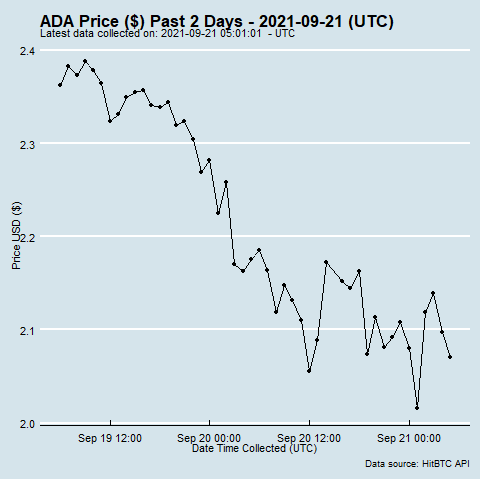 ADA Price ($) Past 2 Days - 2021-09-21 (UTC)
Latest data collected on: 2021-09-21 05:01:01  - UTC
2.4
2.3
2.2
2.1
2.0
Price USD ($)
Sep 19 12:00
Sep 20 00:00
Sep 20 12:00
Sep 21 00:00
Date Time Collected (UTC)
Data source: HitBTC API